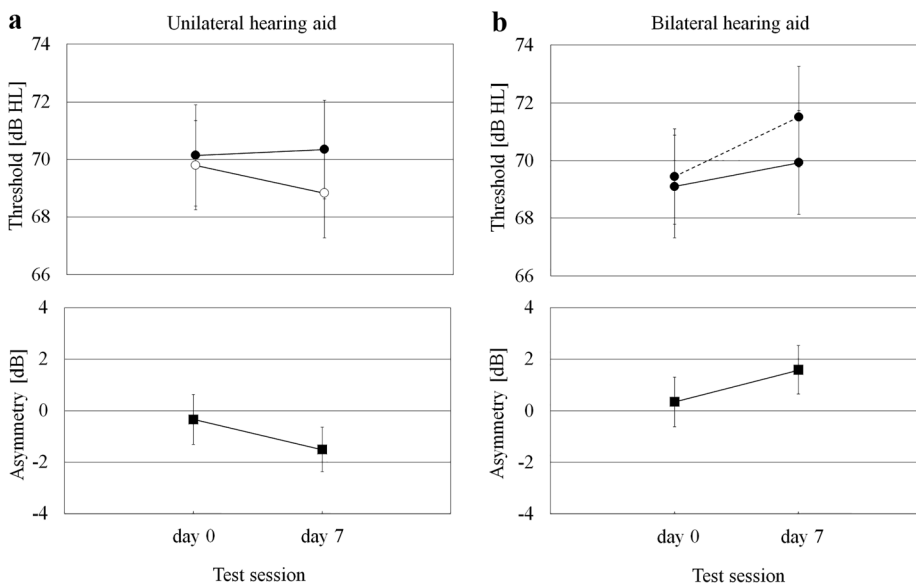 a
Unilateral hearing aid
74
72
70
68
66
Threshold [dB HL]
4
2
0
-2
-4
Asymmetry [dB]
day 0
day 7
Test session
b
Bilateral hearing aid
74
72
70
68
66
Threshold [dB HL]
4
2
0
-2
-4
Asymmetry [dB]
day 0
day 7
Test session